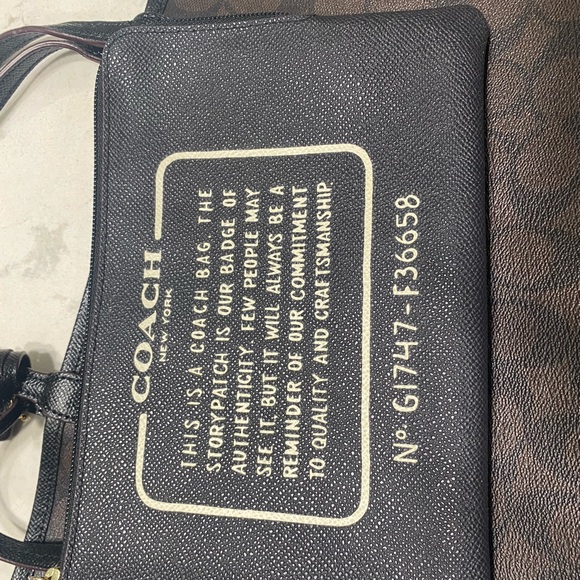 COACH
NEW YORK
THIS IS A COACH BAG. THE
STORYPATCH IS OUR BADGE OF
AUTHENTICITY. FEW PEOPLE MAY
SEE IT, BUT IT WILL ALWAYS BE A
REMINDER OF OUR COMMITMENT
TO QUALITY AND CRAFTSMANSHIP
Nº. G1747-F36658